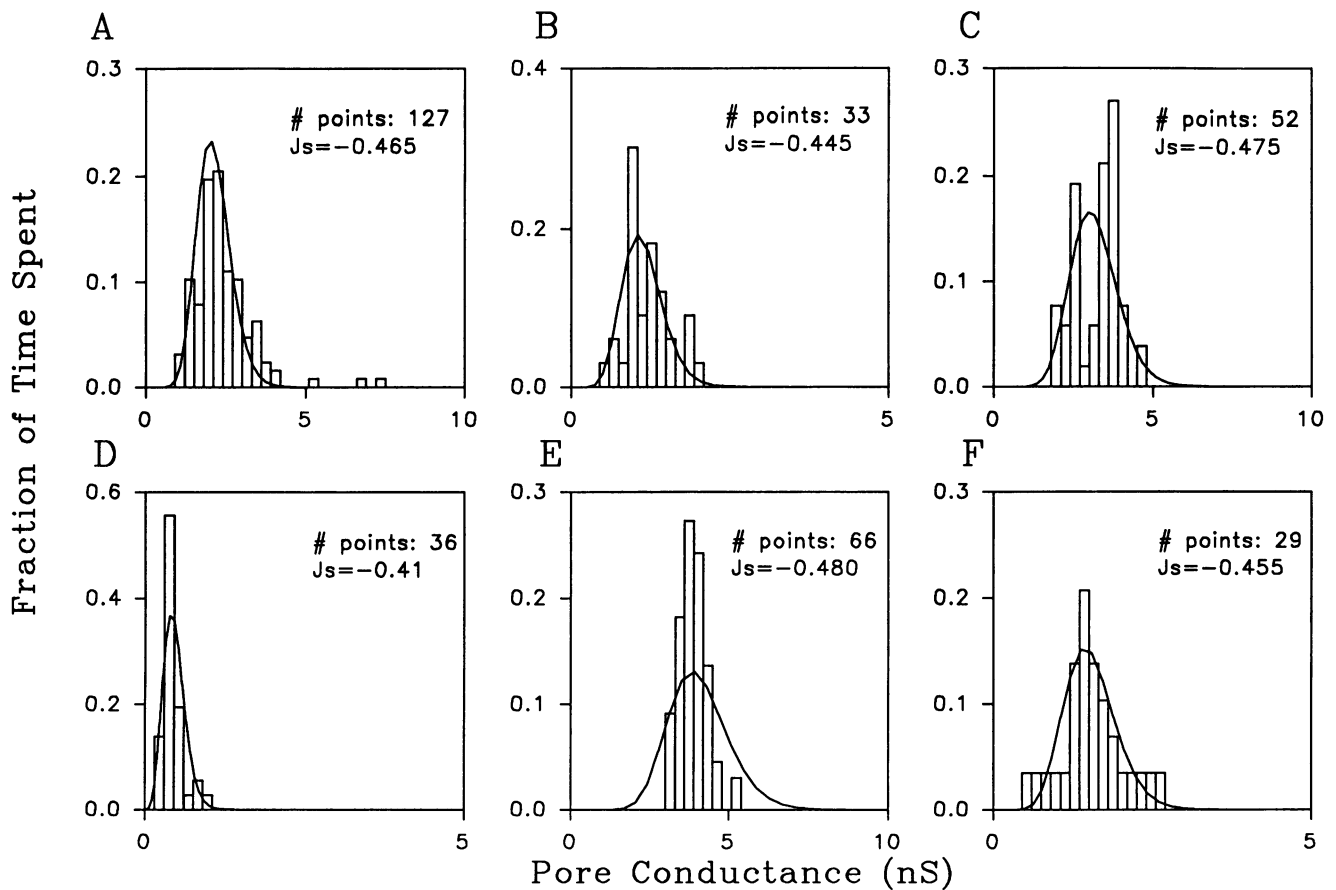 A
B
C
0.3
0.2
0.1
0.0
0
5
10
# points: 127
Js=−0.465
0.4
0.2
0.0
0
5
# points: 33
Js=−0.445
0.3
0.2
0.1
0.0
0
5
10
# points: 52
Js=−0.475
D
E
F
0.6
0.4
0.2
0.0
0
5
# points: 36
Js=−0.41
0.3
0.2
0.1
0.0
0
5
10
# points: 66
Js=−0.480
0.3
0.2
0.1
0.0
0
5
# points: 29
Js=−0.455
Fraction of Time Spent
Pore Conductance (nS)